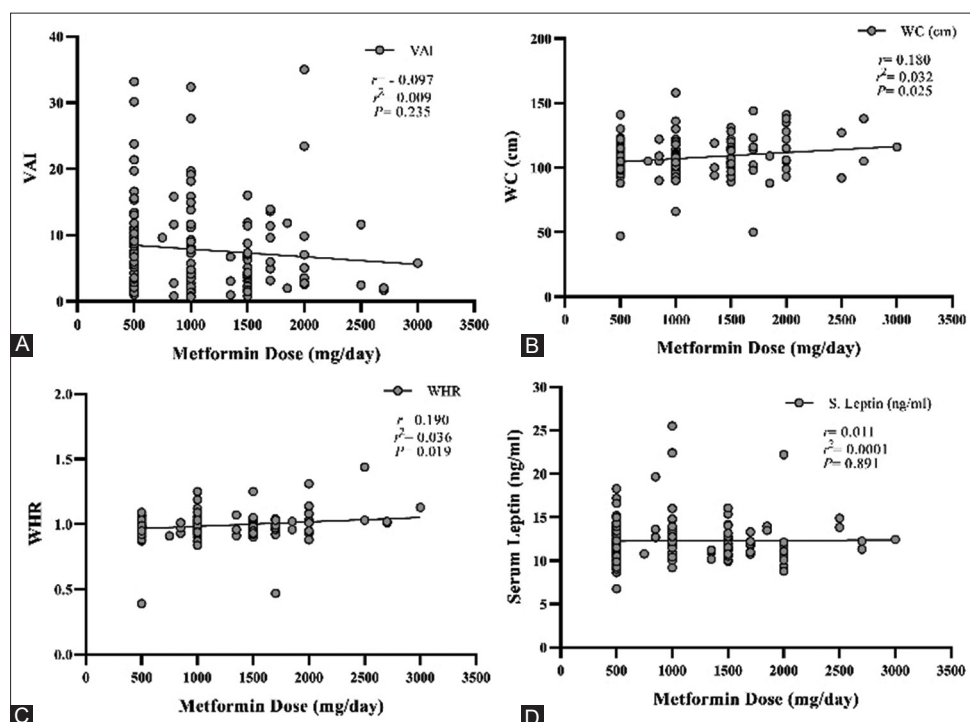 VAI
r= - 0.097
r² 0.009
P= 0.235
40
30
20
10
0
VAI
0 500 1000 1500 2000 2500 3000 3500
Metformin Dose (mg/day)
A
WC (cm)
r= 0.180
r²= 0.032
P= 0.025
200
150
100
50
0
WC (cm)
0 500 1000 1500 2000 2500 3000 3500
Metformin Dose (mg/day)
B
WHR
r 0.190
r²= 0.036
P= 0.019
2.0
1.5
1.0
0.5
0.0
WHR
0 500 1000 1500 2000 2500 3000 3500
Metformin Dose (mg/day)
C
S. Leptin (ng/ml)
r= 0.011
r²= 0.0001
P= 0.891
30
25
20
15
10
5
0
Serum Leptin (ng/ml)
0 500 1000 1500 2000 2500 3000 3500
Metformin Dose (mg/day)
D